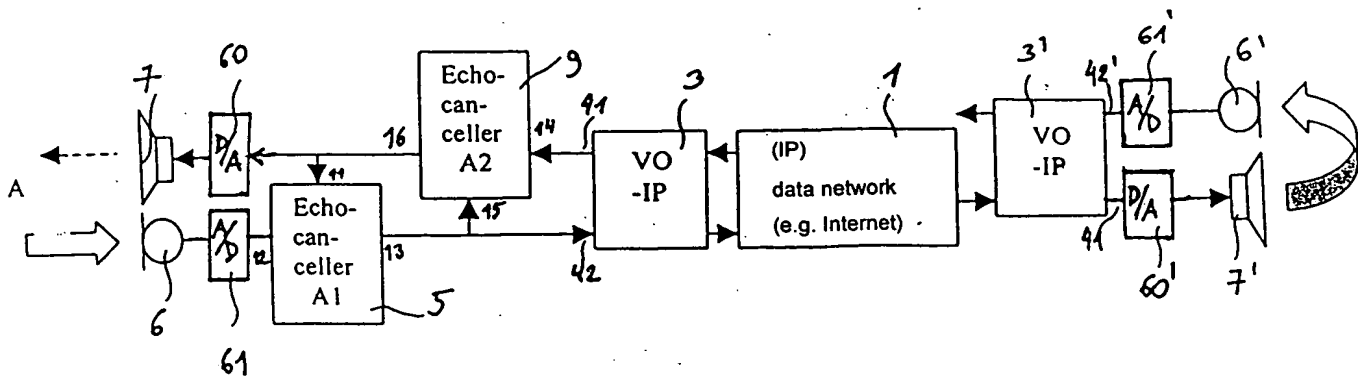 60
7
Echo-
can-
celler
A2
9
14
41
16
3
VO
-IP
1
(IP)
data network
(e.g. Internet)
3'
VO
-IP
42'
61'
A/D
6'
D/A
A
11
15
Echo-
can-
celler
A1
5
12
13
42
6
A/D
61
41
D/A
60'
7'